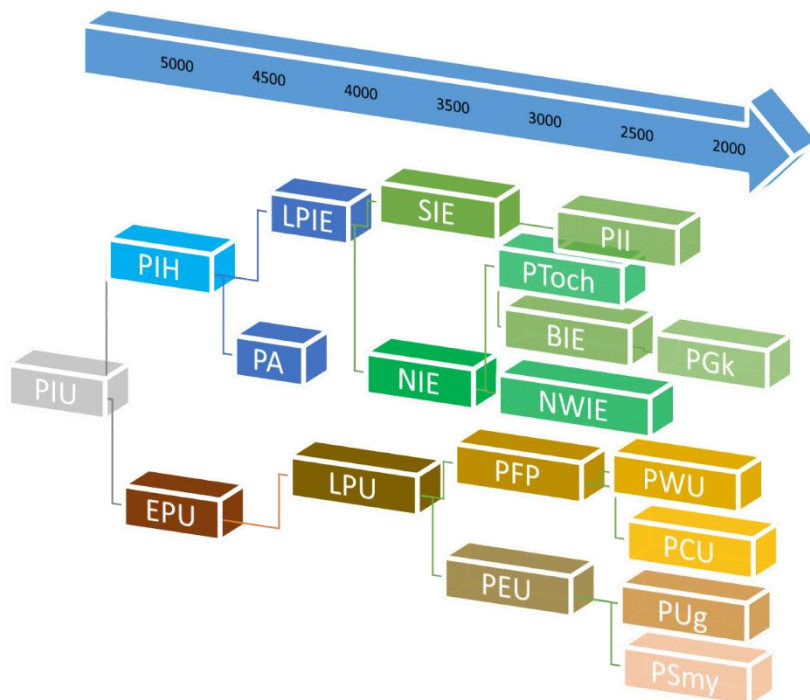 5000
4500
4000
3500
3000
2500
2000
LPIE
SIE
PII
PIH
PToch
PA
BIE
PGk
PIU
NIE
NWIE
LPU
PFP
PWU
EPU
PCU
PEU
PUg
PSmy